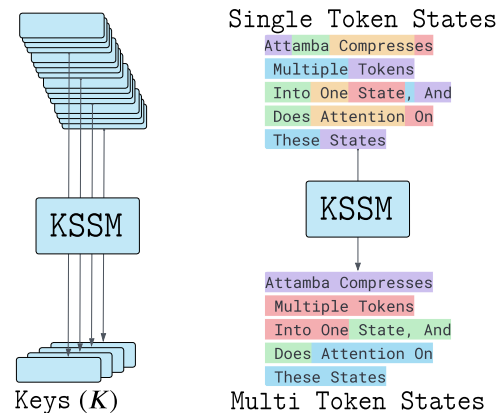 Single Token States
Attamba Compresses
Multiple Tokens
Into One State, And
Does Attention On
These States
KSSM
KSSM
Attamba Compresses
Multiple Tokens
Into One State, And
Does Attention On
These States
Keys (K)
Multi Token States